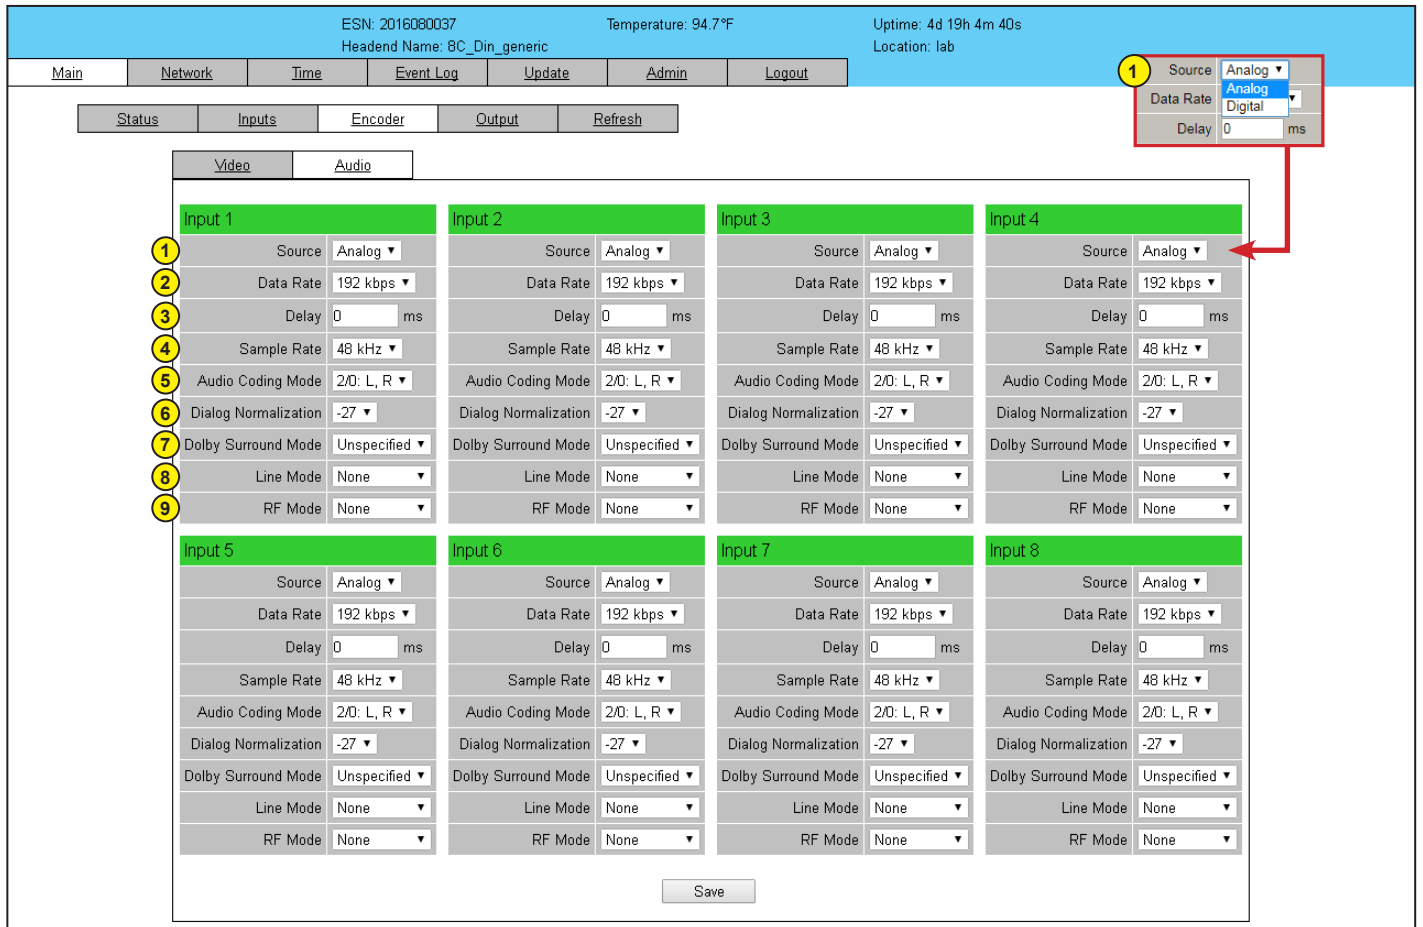 ESN: 2016080037 Temperature: 94.7°F Uptime: 4d 19h 4m 40s
Headend Name: 8C_Din_generic Location: lab
Main Network Time Event Log Update Admin Logout
1 Source Analog
Analog
Data Rate Digital
Delay 0 ms
Status Inputs Encoder Output Refresh
Video Audio
Input 1 Input 2 Input 3 Input 4
1 Source Analog Source Analog Source Analog Source Analog
2 Data Rate 192 kbps Data Rate 192 kbps Data Rate 192 kbps Data Rate 192 kbps
3 Delay 0 ms Delay 0 ms Delay 0 ms Delay 0 ms
4 Sample Rate 48 kHz Sample Rate 48 kHz Sample Rate 48 kHz Sample Rate 48 kHz
5 Audio Coding Mode 2/0: L, R Audio Coding Mode 2/0: L, R Audio Coding Mode 2/0: L, R Audio Coding Mode 2/0: L, R
6 Dialog Normalization -27 Dialog Normalization -27 Dialog Normalization -27 Dialog Normalization -27
7 Dolby Surround Mode Unspecified Dolby Surround Mode Unspecified Dolby Surround Mode Unspecified Dolby Surround Mode Unspecified
8 Line Mode None Line Mode None Line Mode None Line Mode None
9 RF Mode None RF Mode None RF Mode None RF Mode None
Input 5 Input 6 Input 7 Input 8
Source Analog Source Analog Source Analog Source Analog
Data Rate 192 kbps Data Rate 192 kbps Data Rate 192 kbps Data Rate 192 kbps
Delay 0 ms Delay 0 ms Delay 0 ms Delay 0 ms
Sample Rate 48 kHz Sample Rate 48 kHz Sample Rate 48 kHz Sample Rate 48 kHz
Audio Coding Mode 2/0: L, R Audio Coding Mode 2/0: L, R Audio Coding Mode 2/0: L, R Audio Coding Mode 2/0: L, R
Dialog Normalization -27 Dialog Normalization -27 Dialog Normalization -27 Dialog Normalization -27
Dolby Surround Mode Unspecified Dolby Surround Mode Unspecified Dolby Surround Mode Unspecified Dolby Surround Mode Unspecified
Line Mode None Line Mode None Line Mode None Line Mode None
RF Mode None RF Mode None RF Mode None RF Mode None
Save